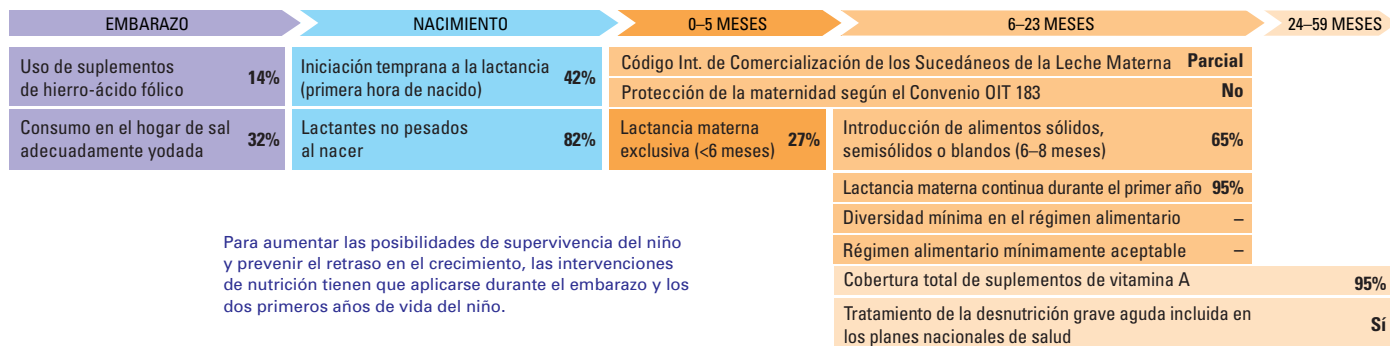 EMBARAZO
NACIMIENTO
0–5 MESES
6–23 MESES
24–59 MESES
Uso de suplementos
de hierro-ácido fólico 14%
Consumo en el hogar de sal
adecuadamente yodada 32%
Iniciación temprana a la lactancia
(primera hora de nacido) 42%
Lactantes no pesados
al nacer 82%
Código Int. de Comercialización de los Sucedáneos de la Leche Materna Parcial
Protección de la maternidad según el Convenio OIT 183 No
Lactancia materna
exclusiva (<6 meses) 27%
Introducción de alimentos sólidos,
semisólidos o blandos (6–8 meses) 65%
Lactancia materna continua durante el primer año 95%
Diversidad mínima en el régimen alimentario –
Régimen alimentario mínimamente aceptable –
Cobertura total de suplementos de vitamina A 95%
Tratamiento de la desnutrición grave aguda incluida en
los planes nacionales de salud Sí
Para aumentar las posibilidades de supervivencia del niño
y prevenir el retraso en el crecimiento, las intervenciones
de nutrición tienen que aplicarse durante el embarazo y los
dos primeros años de vida del niño.